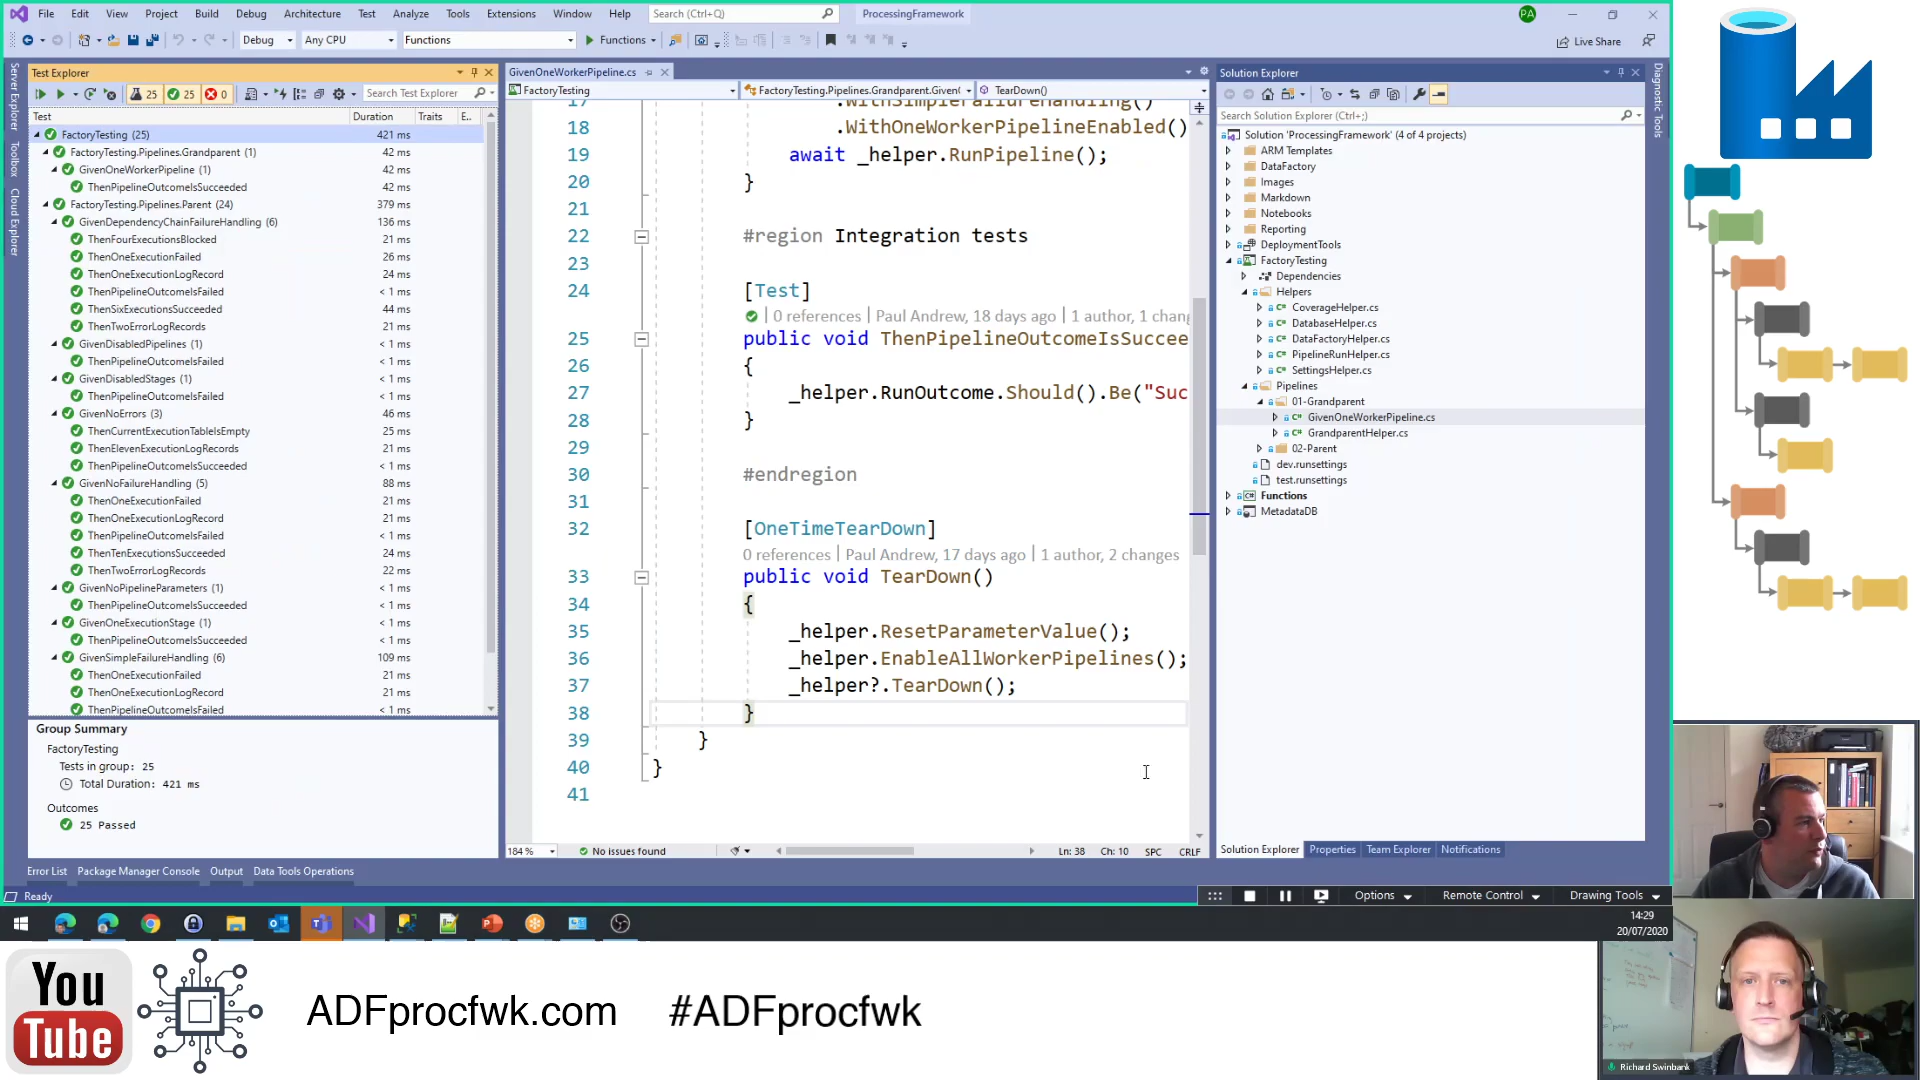 File Edit View Project Build Debug Architecture Test Analyze Tools Extensions Window Help Search (Ctrl+Q) ProcessingFramework PA
Debug Any CPU Functions Functions Live Share
Server Explorer
Toolbox
Cloud Explorer
Test Explorer
25 25 0 Search Test Explorer
Test Duration Traits E..
FactoryTesting (25) 421 ms
FactoryTesting.Pipelines.Grandparent (1) 42 ms
GivenOneWorkerPipeline (1) 42 ms
ThenPipelineOutcomeIsSucceeded 42 ms
FactoryTesting.Pipelines.Parent (24) 379 ms
GivenDependencyChainFailureHandling (6) 136 ms
ThenFourExecutionsBlocked 21 ms
ThenOneExecutionFailed 26 ms
ThenOneExecutionLogRecord 24 ms
ThenPipelineOutcomeIsFailed < 1 ms
ThenSixExecutionsSucceeded 44 ms
ThenTwoErrorLogRecords 21 ms
GivenDisabledPipelines (1) < 1 ms
ThenPipelineOutcomeIsFailed < 1 ms
GivenDisabledStages (1) < 1 ms
ThenPipelineOutcomeIsFailed < 1 ms
GivenNoErrors (3) 46 ms
ThenCurrentExecutionTableIsEmpty 25 ms
ThenElevenExecutionLogRecords 21 ms
ThenPipelineOutcomeIsSucceeded < 1 ms
GivenNoFailureHandling (5) 88 ms
ThenOneExecutionFailed 21 ms
ThenOneExecutionLogRecord 21 ms
ThenPipelineOutcomeIsFailed < 1 ms
ThenTenExecutionsSucceeded 24 ms
ThenTwoErrorLogRecords 22 ms
GivenNoPipelineParameters (1) < 1 ms
ThenPipelineOutcomeIsSucceeded < 1 ms
GivenOneExecutionStage (1) < 1 ms
ThenPipelineOutcomeIsSucceeded < 1 ms
GivenSimpleFailureHandling (6) 109 ms
ThenOneExecutionFailed 21 ms
ThenOneExecutionLogRecord 21 ms
ThenPipelineOutcomeIsFailed < 1 ms
Group Summary
FactoryTesting
Tests in group: 25
Total Duration: 421 ms
Outcomes
25 Passed
GivenOneWorkerPipeline.cs
FactoryTesting FactoryTesting.Pipelines.Grandparent.Given( TearDown()
17 .WithSimpleFailureHandling()
18 .WithOneWorkerPipelineEnabled()
19 await _helper.RunPipeline();
20 }
21
22 #region Integration tests
23
24 [Test]
0 references | Paul Andrew, 18 days ago | 1 author, 1 chang
25 public void ThenPipelineOutcomeIsSuccee
26 {
27 _helper.RunOutcome.Should().Be("Suc
28 }
29
30 #endregion
31
32 [OneTimeTearDown]
0 references | Paul Andrew, 17 days ago | 1 author, 2 changes
33 public void TearDown()
34 {
35 _helper.ResetParameterValue();
36 _helper.EnableAllWorkerPipelines();
37 _helper?.TearDown();
38 }
39 }
40 }
41
184 % No issues found Ln: 38 Ch: 10 SPC CRLF
Solution Explorer
Search Solution Explorer (Ctrl+;)
Solution 'ProcessingFramework' (4 of 4 projects)
ARM Templates
DataFactory
Images
Markdown
Notebooks
Reporting
DeploymentTools
FactoryTesting
Dependencies
Helpers
CoverageHelper.cs
DatabaseHelper.cs
DataFactoryHelper.cs
PipelineRunHelper.cs
SettingsHelper.cs
Pipelines
01-Grandparent
GivenOneWorkerPipeline.cs
GrandparentHelper.cs
02-Parent
dev.runsettings
test.runsettings
Functions
MetadataDB
Solution Explorer Properties Team Explorer Notifications
Diagnostic Tools
Error List Package Manager Console Output Data Tools Operations
Ready
Options Remote Control Drawing Tools
14:29
20/07/2020
You
Tube
ADFprocfwk.com #ADFprocfwk
Richard Swinbank